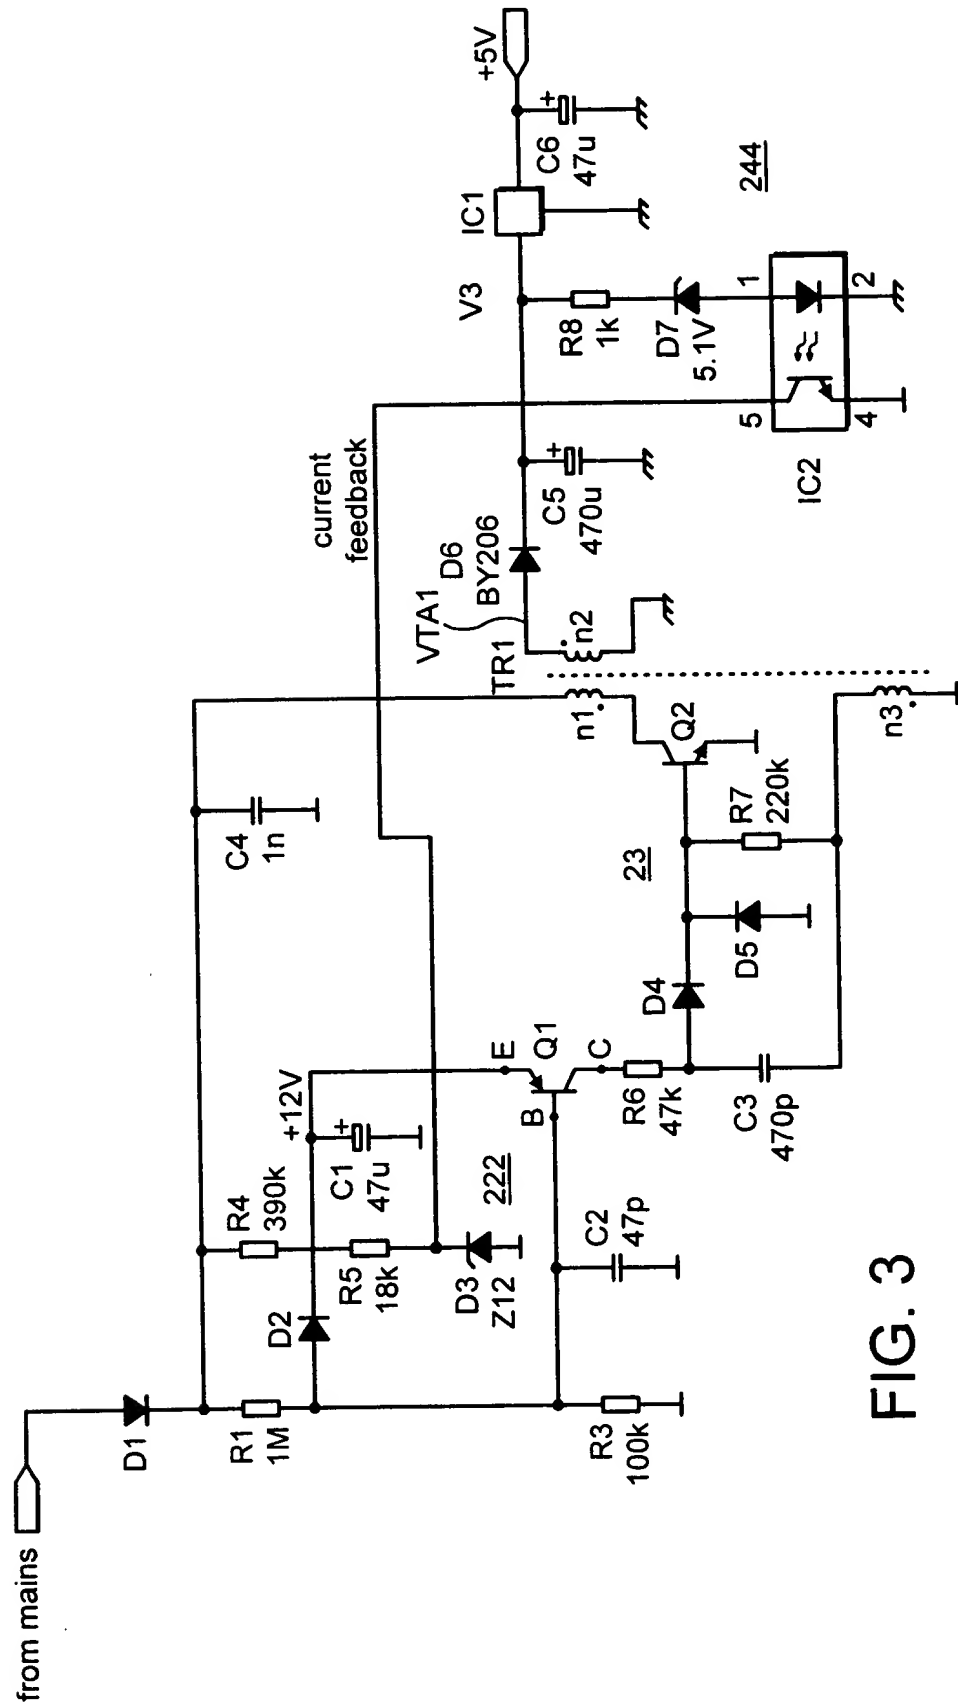 from mains
D1
R1
1M
D2
R4
390k
R5
18k
D3
Z12
222
+12V
C1
47u
R3
100k
C2
47p
B
E
Q1
C
R6
47k
C3
470p
D4
D5
23
R7
220k
C4
1n
current
feedback
n1
Q2
n3
TR1
n2
VTA1
D6
BY206
C5
470u
V3
R8
1k
D7
5.1V
5
1
4
2
IC2
IC1
C6
47u
+5V
244
FIG. 3